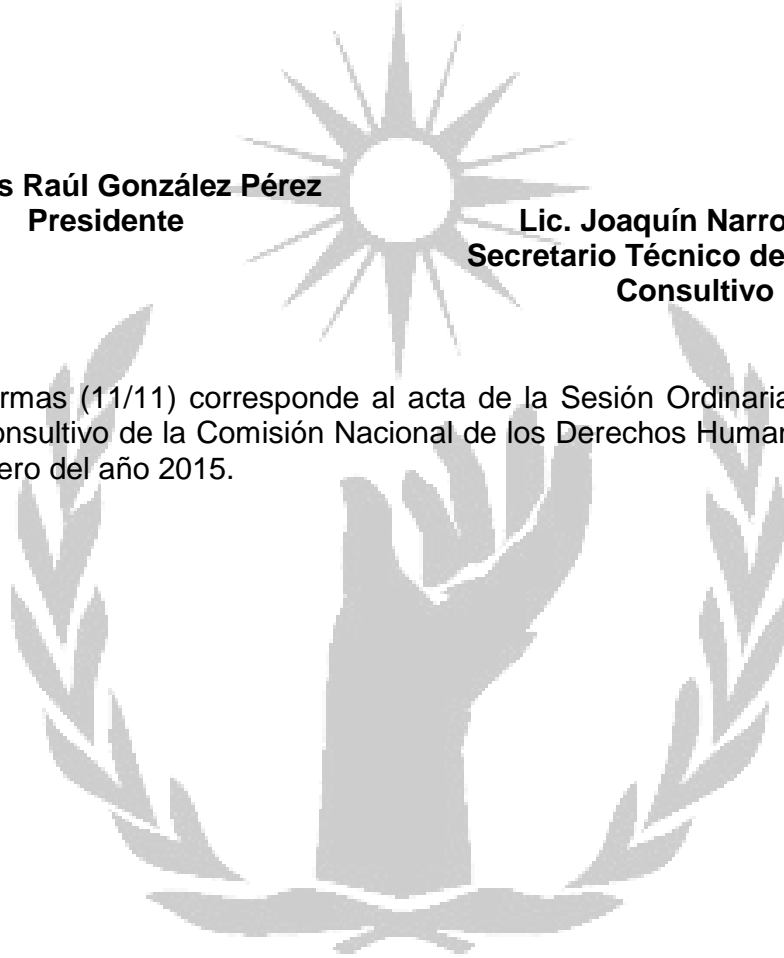 s Raúl González Pérez
Presidente
Lic. Joaquín Narro
Secretario Técnico de
Consultivo
rmas (11/11) corresponde al acta de la Sesión Ordinaria
onsultivo de la Comisión Nacional de los Derechos Human
ero del año 2015.